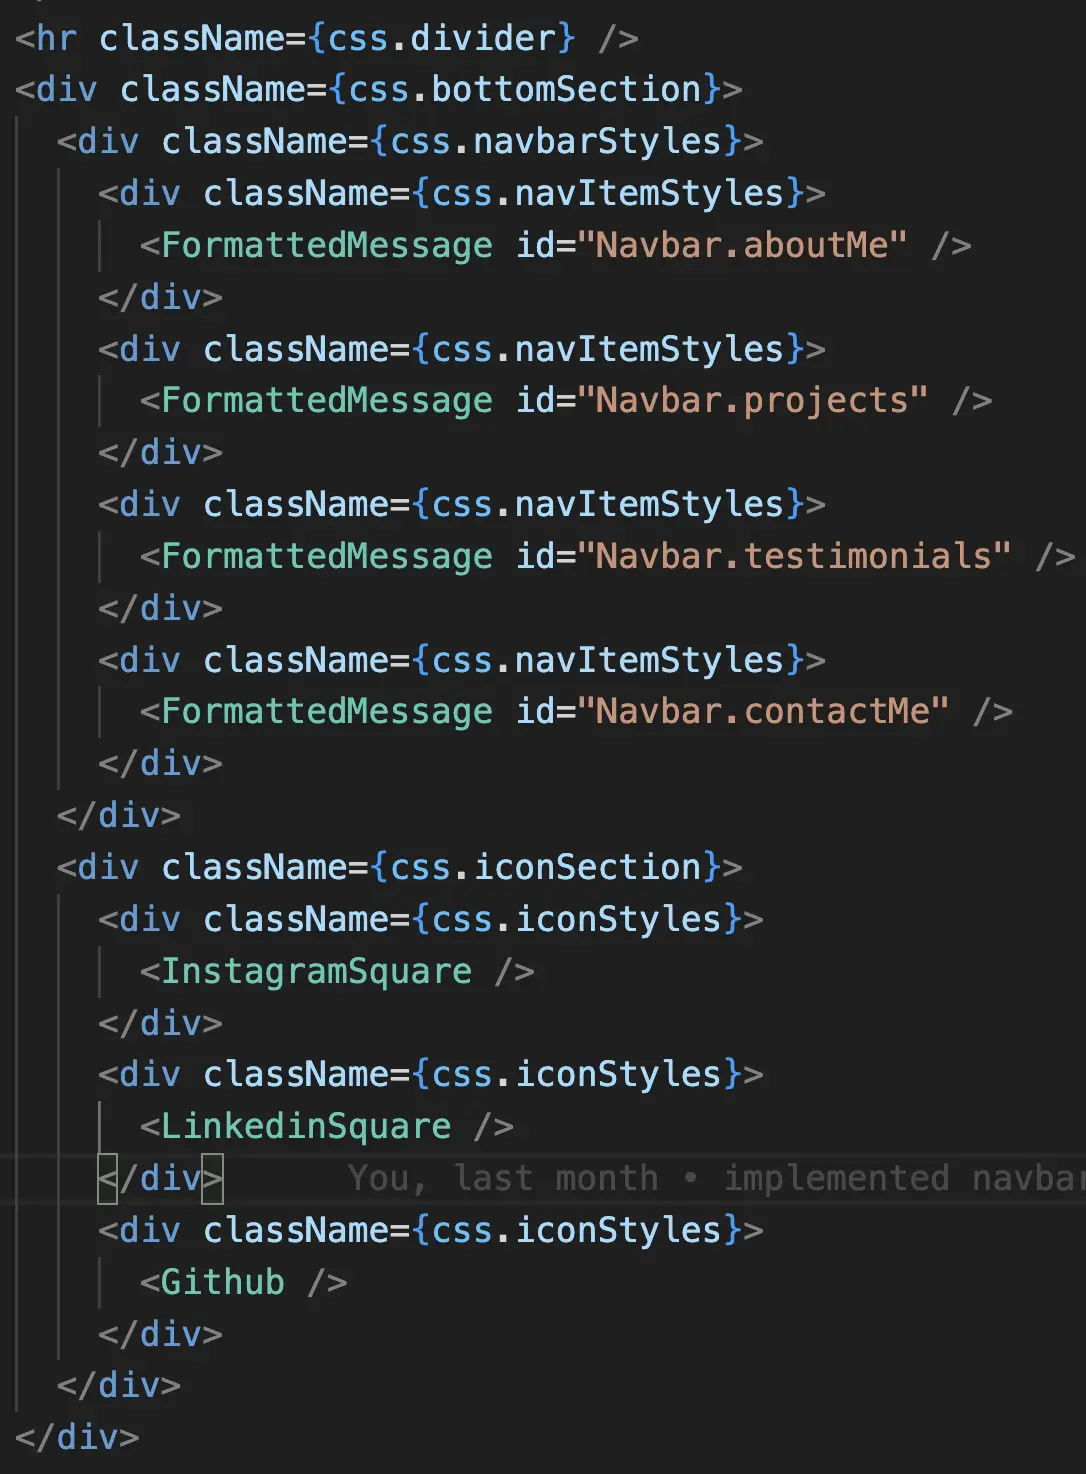 <hr className={css.divider} />
<div className={css.bottomSection}>
<div className={css.navbarStyles}>
<div className={css.navItemStyles}>
<FormattedMessage id="Navbar.aboutMe" />
</div>
<div className={css.navItemStyles}>
<FormattedMessage id="Navbar.projects" />
</div>
<div className={css.navItemStyles}>
<FormattedMessage id="Navbar.testimonials" />
</div>
<div className={css.navItemStyles}>
<FormattedMessage id="Navbar.contactMe" />
</div>
</div>
<div className={css.iconSection}>
<div className={css.iconStyles}>
<InstagramSquare />
</div>
<div className={css.iconStyles}>
<LinkedinSquare />
</div> You, last month • implemented navbar
<div className={css.iconStyles}>
<Github />
</div>
</div>
</div>